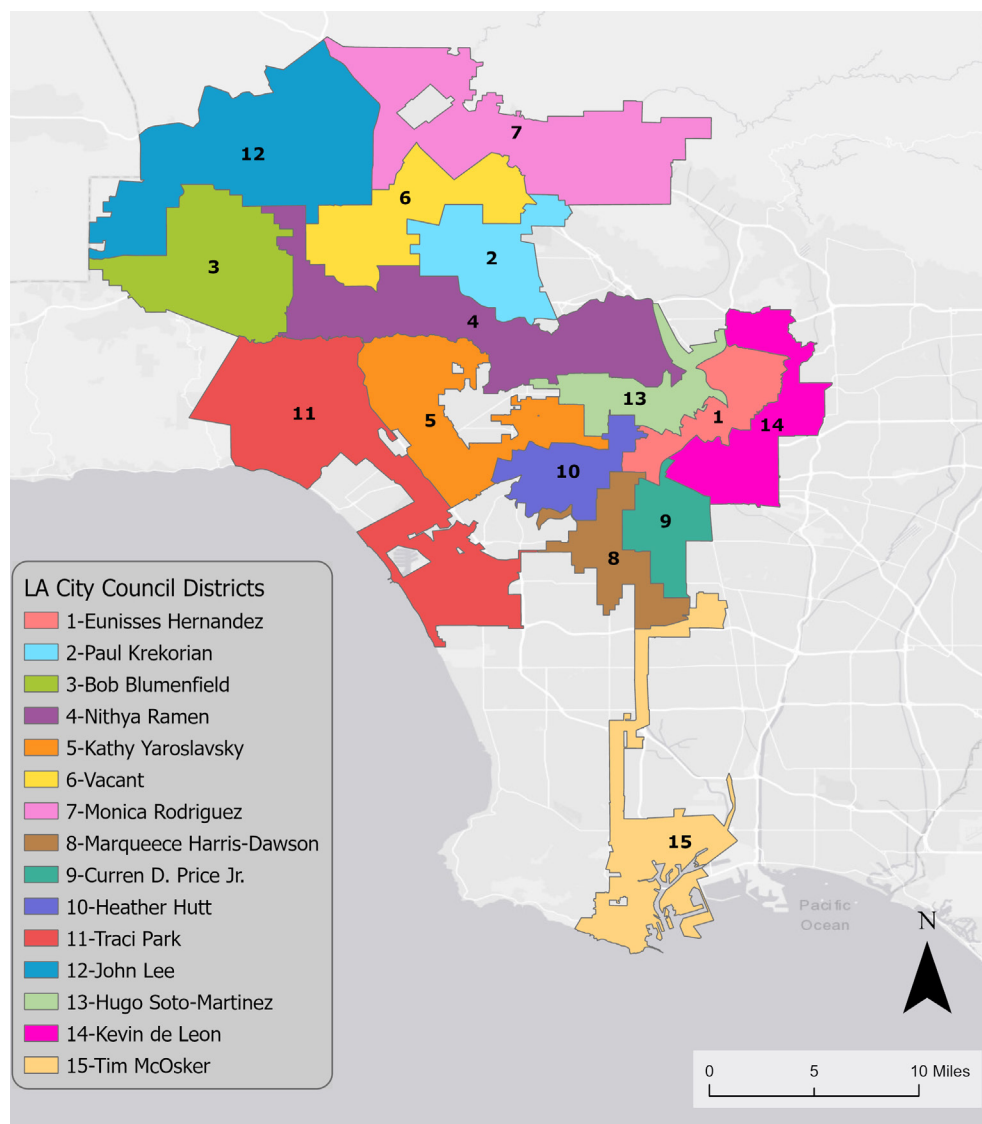 12
7
6
3
2
4
13
11
5
1
14
10
9
8
LA City Council Districts
1-Eunisses Hernandez
2-Paul Krekorian
3-Bob Blumenfield
4-Nithya Ramen
5-Kathy Yaroslavsky
6-Vacant
7-Monica Rodriguez
8-Marqueece Harris-Dawson
9-Curren D. Price Jr.
10-Heather Hutt
11-Traci Park
12-John Lee
13-Hugo Soto-Martinez
14-Kevin de Leon
15-Tim McOsker
15
Pacific
Ocean
N
0 5 10 Miles